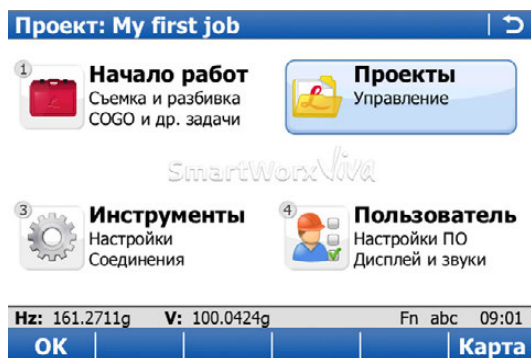 Проект: My first job
1
Начало работ
Съемка и разбивка
COGO и др. задачи
Проекты
Управление
SmartWorx Viva
3
Инструменты
Настройки
Соединения
4
Пользователь
Настройки ПО
Дисплей и звуки
Hz: 161.2711g V: 100.0424g Fn abc 09:01
OK Карта